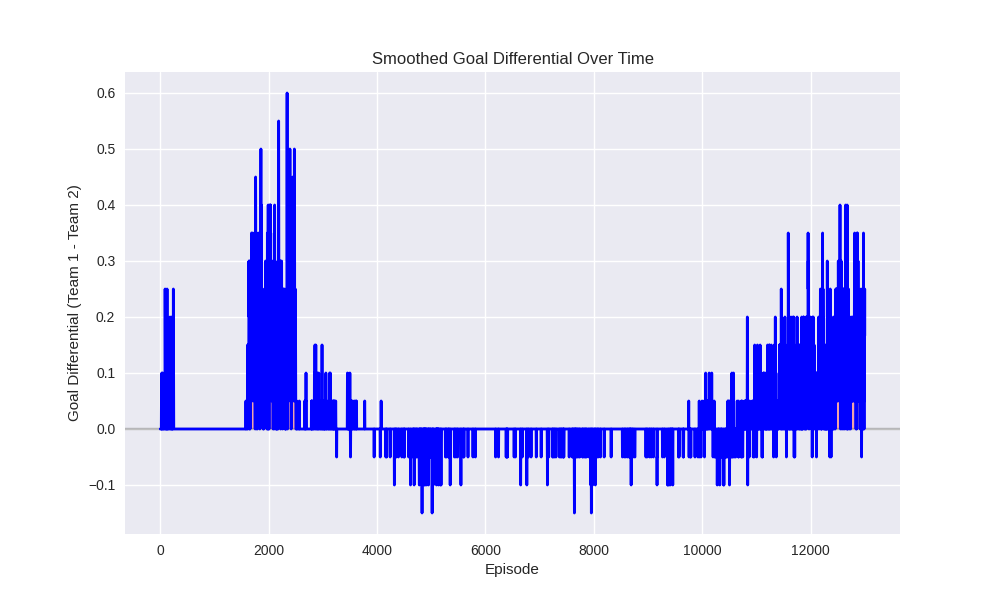 Smoothed Goal Differential Over Time
0.6
0.5
0.4
0.3
0.2
0.1
0.0
−0.1
Goal Differential (Team 1 - Team 2)
0 2000 4000 6000 8000 10000 12000
Episode